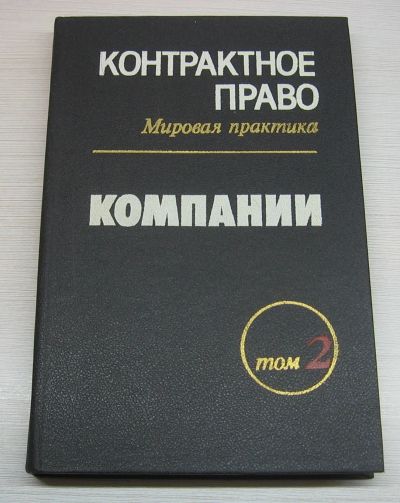 КОНТРАКТНОЕ
ПРАВО
Мировая практика
КОМПАНИИ
том 2